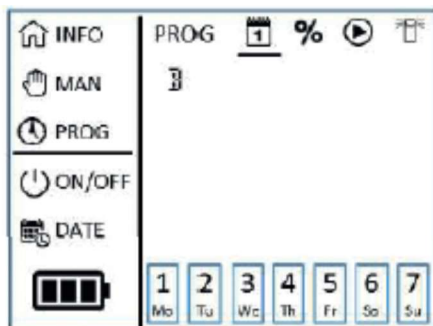 INFO
MAN
PROG
ON/OFF
DATE
PROG 1 %
B
1 2 3 4 5 6 7
Mo Tu We Th Fr Sa Su